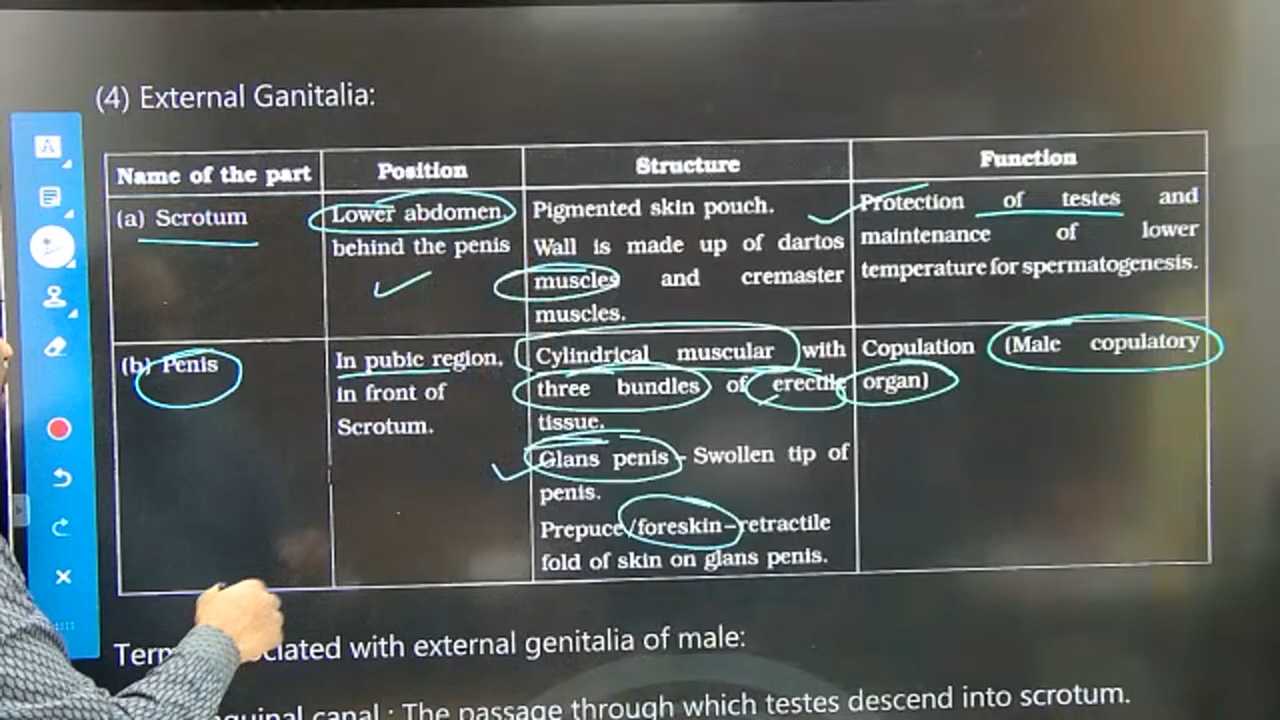 (4) External Ganitalia:
Name of the part Position Structure Function
(a) Scrotum
Lower abdomen,
behind the penis
Pigmented skin pouch.
Wall is made up of dartos
muscles and cremaster
muscles.
Protection of testes and
maintenance of lower
temperature for spermatogenesis.
(b) Penis
In pubic region,
in front of
Scrotum.
Cylindrical muscular with
three bundles of erectile
tissue.
Glans penis - Swollen tip of
penis.
Prepuce/foreskin–retractile
fold of skin on glans penis.
Copulation (Male copulatory
organ)
with external genitalia of male:
canal : The passage through which testes descend into scrotum.
A